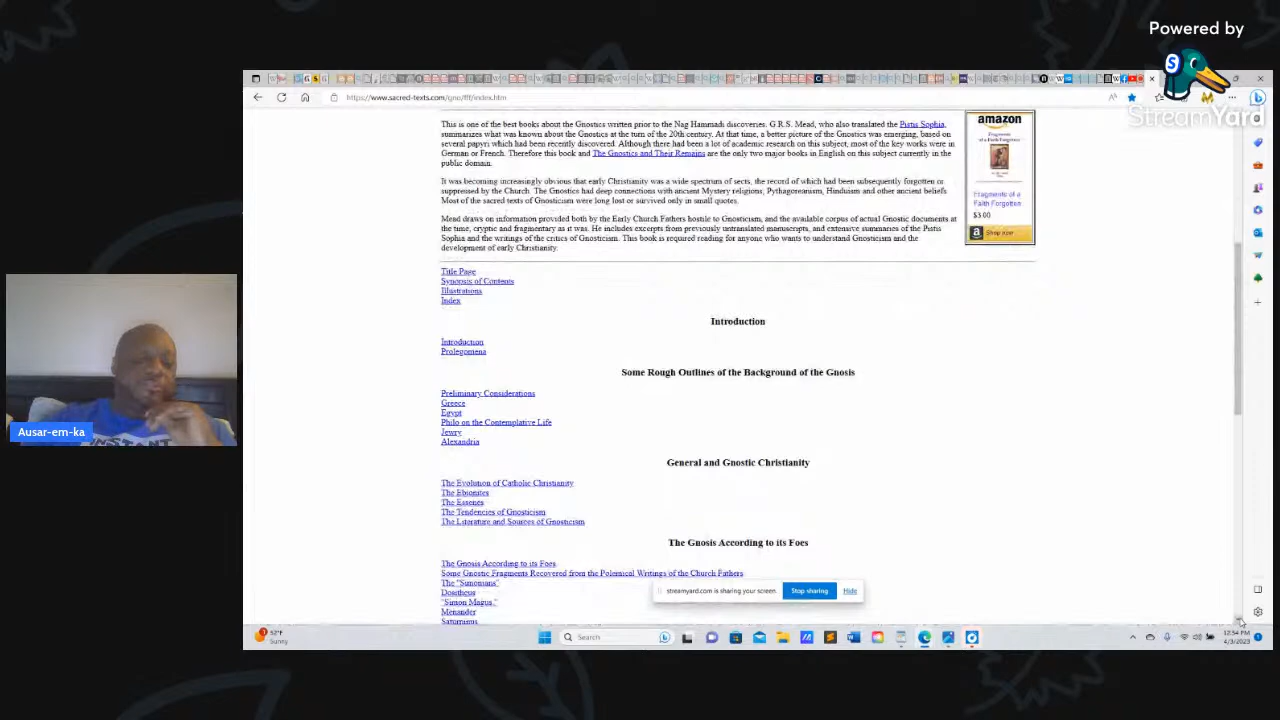 Powered by
StreamYard
https://www.sacred-texts.com/gno/fff/index.htm
This is one of the best books about the Gnostics written prior to the Nag Hammadi discoveries. G.R.S. Mead, who also translated the Pistis Sophia,
summarizes what was known about the Gnostics at the turn of the 20th century. At that time, a better picture of the Gnostics was emerging, based on
several papyri which had been recently discovered. Although there had been a lot of academic research on this subject, most of the key works were in
German or French. Therefore this book and The Gnostics and Their Remains are the only two major books in English on this subject currently in the
public domain.
It was becoming increasingly obvious that early Christianity was a wide spectrum of sects, the record of which had been subsequently forgotten or
suppressed by the Church. The Gnostics had deep connections with ancient Mystery religions, Pythagoreanism, Hinduism and other ancient beliefs
Most of the sacred texts of Gnosticism were long lost or survived only in small quotes.
Mead draws on information provided both by the Early Church Fathers hostile to Gnosticism, and the available corpus of actual Gnostic documents at
the time, cryptic and fragmentary as it was. He includes excerpts from previously untranslated manuscripts, and extensive summaries of the Pistis
Sophia and the writings of the critics of Gnosticism. This book is required reading for anyone who wants to understand Gnosticism and the
development of early Christianity.
amazon
Fragments of a
Faith Forgotten
$3.00
Shop now
Title Page
Synopsis of Contents
Illustrations
Index
Introduction
Introduction
Prolegomena
Some Rough Outlines of the Background of the Gnosis
Preliminary Considerations
Greece
Egypt
Philo on the Contemplative Life
Jewry
Alexandria
General and Gnostic Christianity
The Evolution of Catholic Christianity
The Ebionites
The Essenes
The Tendencies of Gnosticism
The Literature and Sources of Gnosticism
The Gnosis According to its Foes
The Gnosis According to its Foes
Some Gnostic Fragments Recovered from the Polemical Writings of the Church Fathers
The "Simonians"
Dositheus
"Simon Magus"
Menander
Saturninus
streamyard.com is sharing your screen.
Stop sharing
Hide
Ausar-em-ka
INSTANT
52°F
Sunny
Search
12:54 PM
4/3/2023